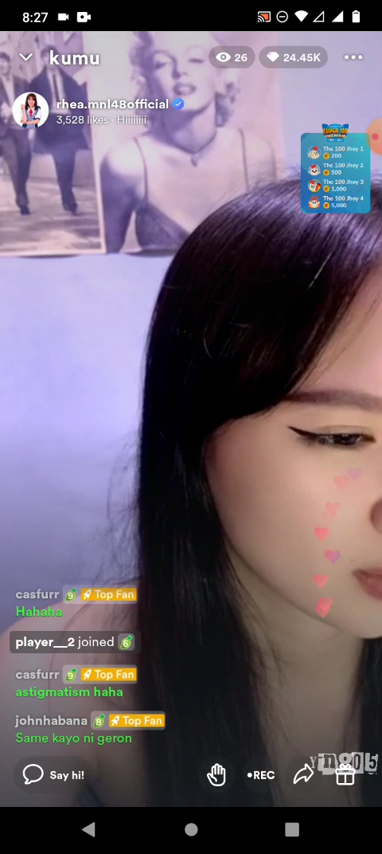 8:27
kumu
26
24.45K
rhea.mnl48official
3,528 likes · Hiiiiiiii
The 100 Jhay 1
200
The 100 Jhay 2
500
The 100 Jhay 3
1,000
The 100 Jhay 4
5,000
casfurr 9 Top Fan
Hahaha
player__2 joined 6
casfurr 9 Top Fan
astigmatism haha
johnhabana 8 Top Fan
Same kayo ni geron
Say hi!
•REC